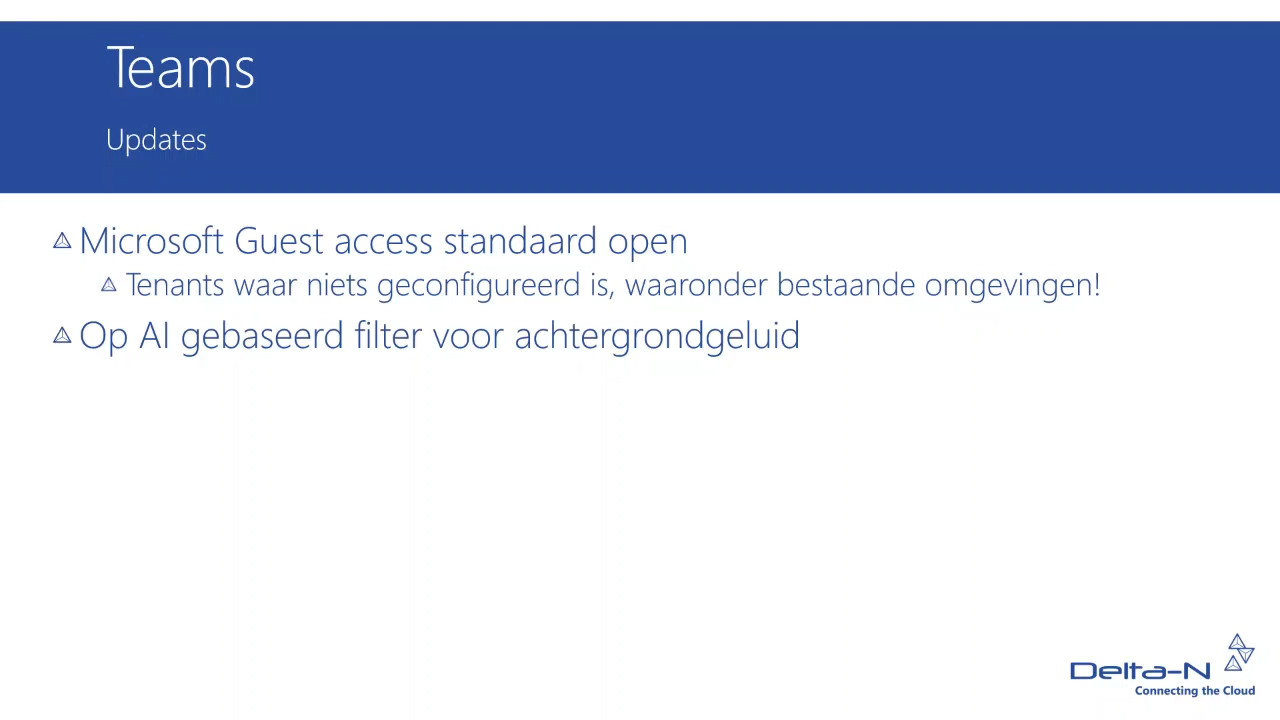 Teams
Updates
Microsoft Guest access standaard open
Tenants waar niets geconfigureerd is, waaronder bestaande omgevingen!
Op AI gebaseerd filter voor achtergrondgeluid
Delta-N
Connecting the Cloud